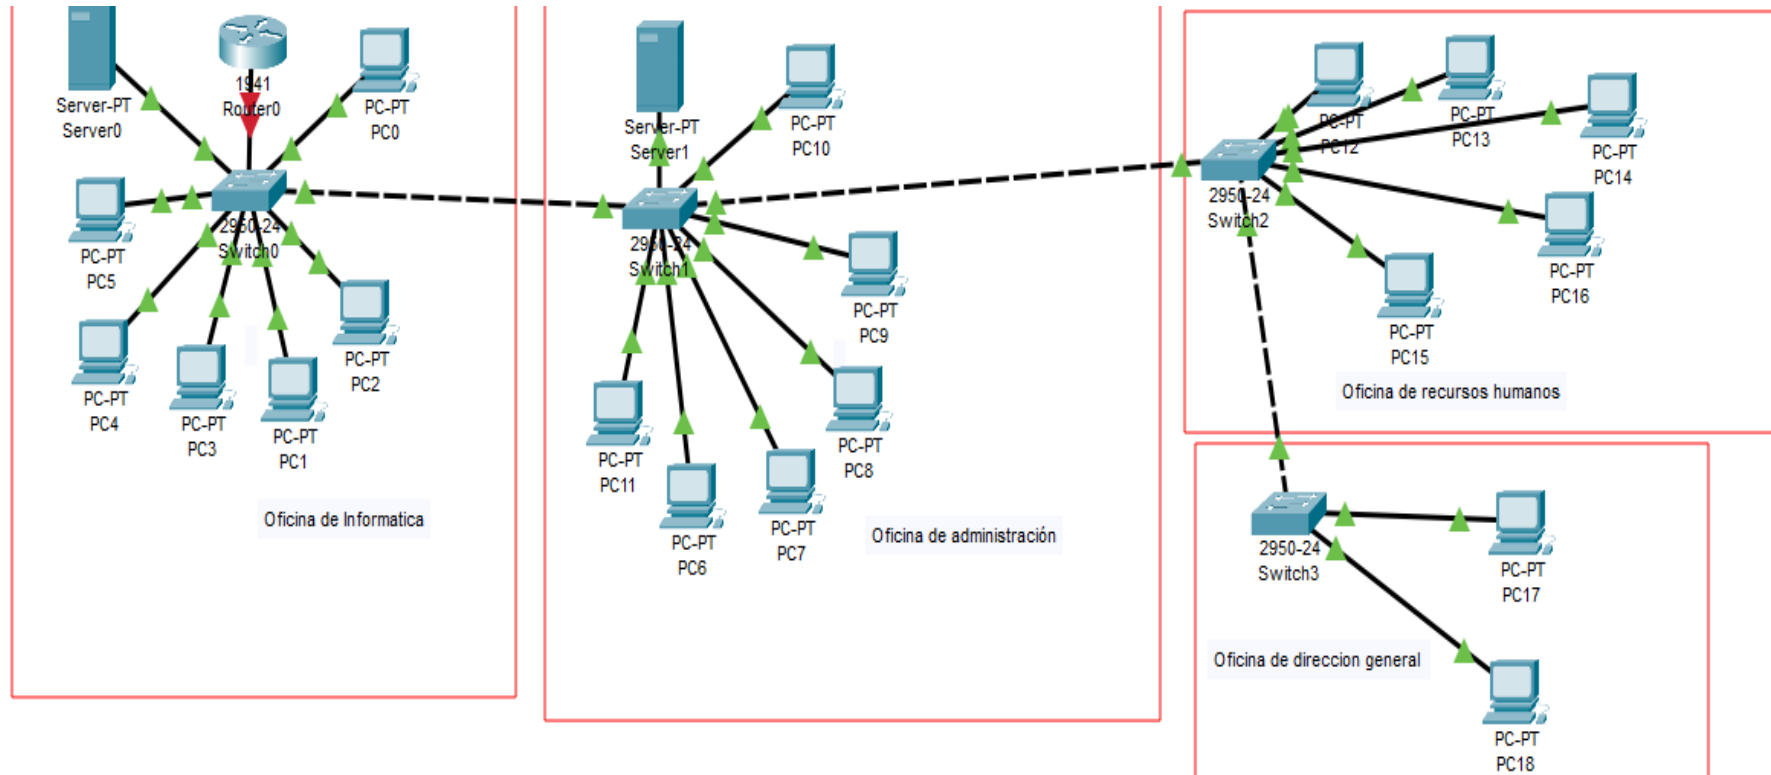 Server-PT
Server0
1941
Router0
PC-PT
PC0
2950-24
Switch0
PC-PT
PC5
PC-PT
PC4
PC-PT
PC3
PC-PT
PC1
PC-PT
PC2
Oficina de Informatica
Server-PT
Server1
PC-PT
PC10
2950-24
Switch1
PC-PT
PC9
PC-PT
PC8
PC-PT
PC11
PC-PT
PC6
PC-PT
PC7
Oficina de administración
PC-PT
PC12
PC-PT
PC13
PC-PT
PC14
2950-24
Switch2
PC-PT
PC16
PC-PT
PC15
Oficina de recursos humanos
2950-24
Switch3
PC-PT
PC17
Oficina de direccion general
PC-PT
PC18